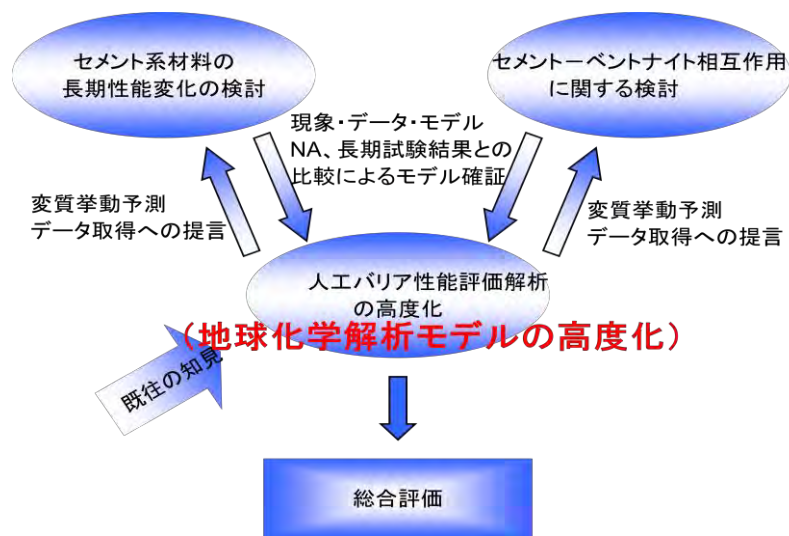 セメント系材料の
長期性能変化の検討
セメントーベントナイト相互作用
に関する検討
現象・データ・モデル
NA、長期試験結果との
比較によるモデル確証
変質挙動予測
データ取得への提言
変質挙動予測
データ取得への提言
人工バリア性能評価解析
の高度化
（地球化学解析モデルの高度化）
既往の知見
総合評価